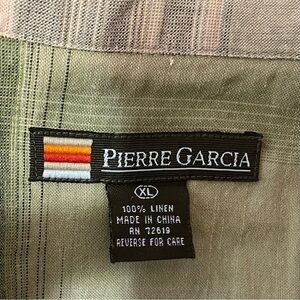 PIERRE GARCIA
XL
100% LINEN
MADE IN CHINA
RN 72619
REVERSE FOR CARE